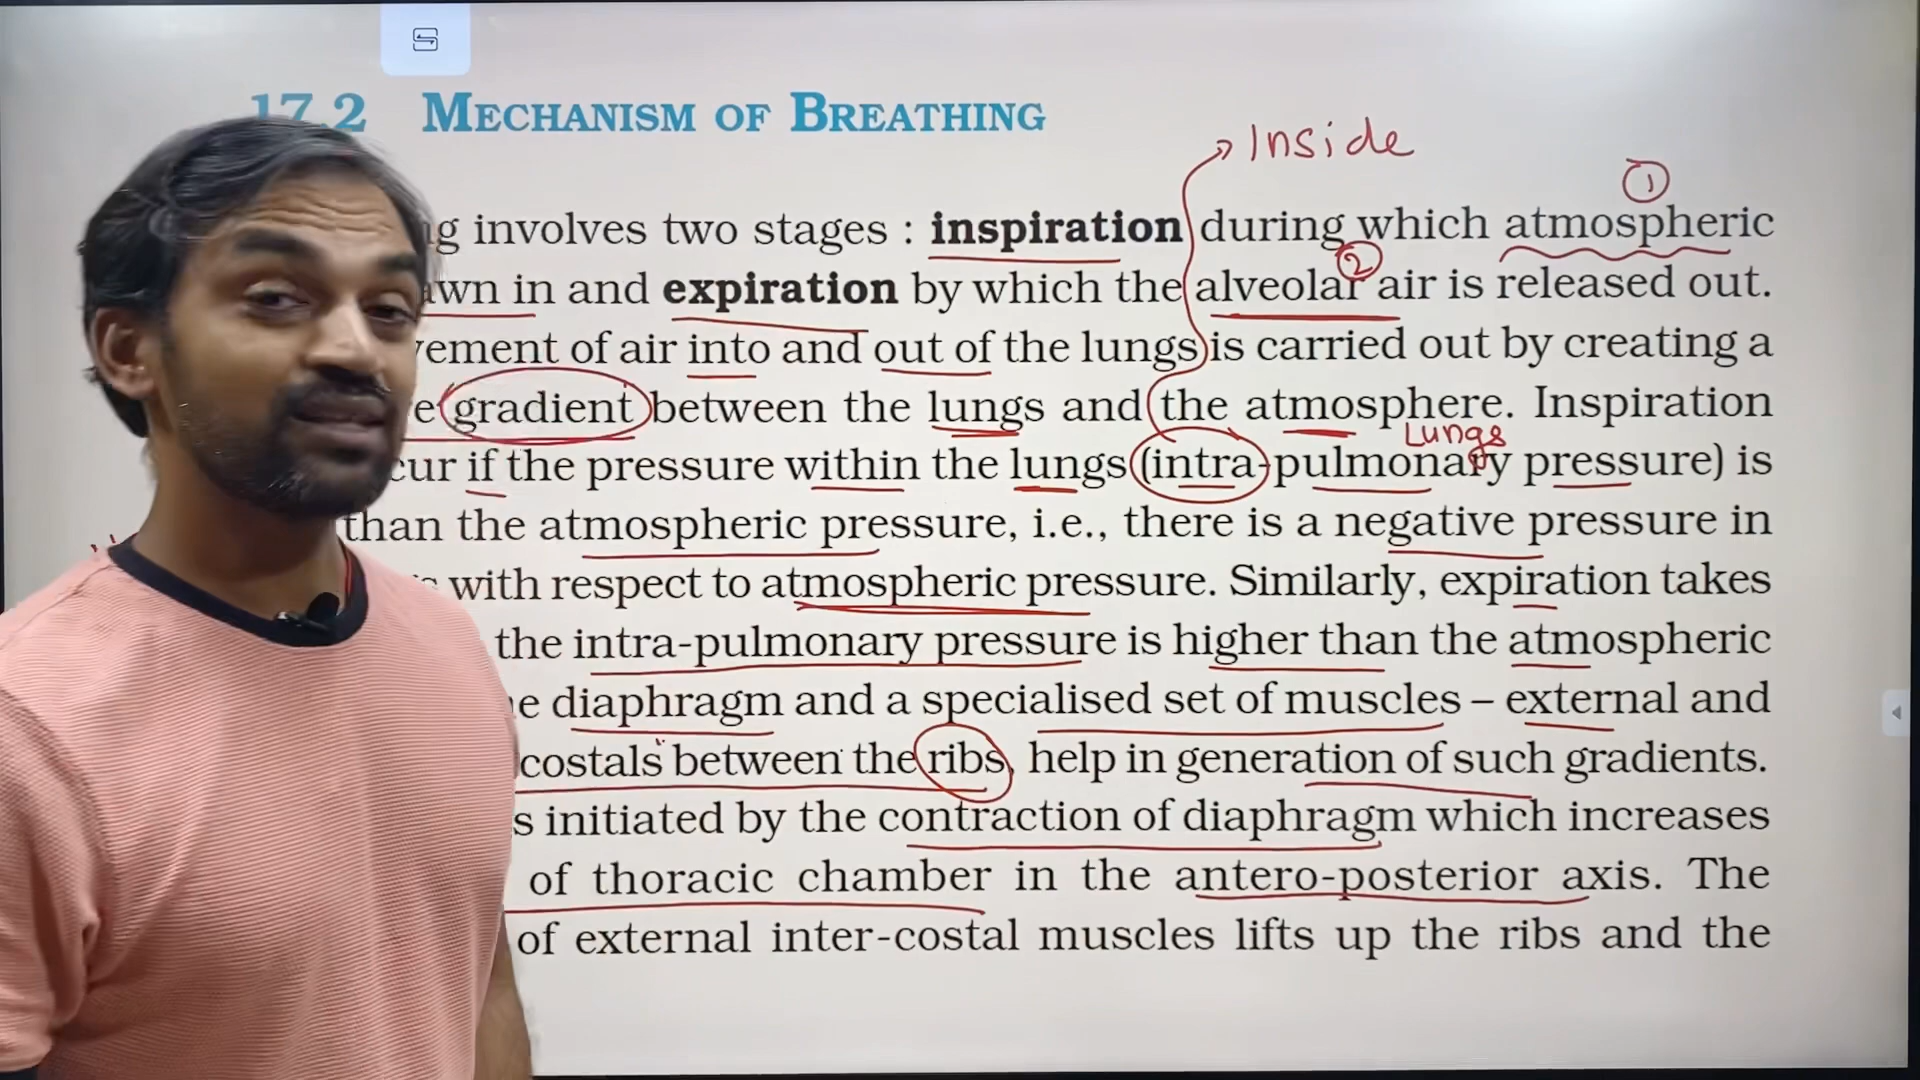 17.2 MECHANISM OF BREATHING
Inside
1
involves two stages : inspiration during which atmospheric
2
in and expiration by which the alveolar air is released out.
of air into and out of the lungs is carried out by creating a
gradient between the lungs and the atmosphere. Inspiration
Lungs
if the pressure within the lungs (intra-pulmonary pressure) is
than the atmospheric pressure, i.e., there is a negative pressure in
with respect to atmospheric pressure. Similarly, expiration takes
the intra-pulmonary pressure is higher than the atmospheric
diaphragm and a specialised set of muscles – external and
costals between the ribs, help in generation of such gradients.
initiated by the contraction of diaphragm which increases
of thoracic chamber in the antero-posterior axis. The
of external inter-costal muscles lifts up the ribs and the